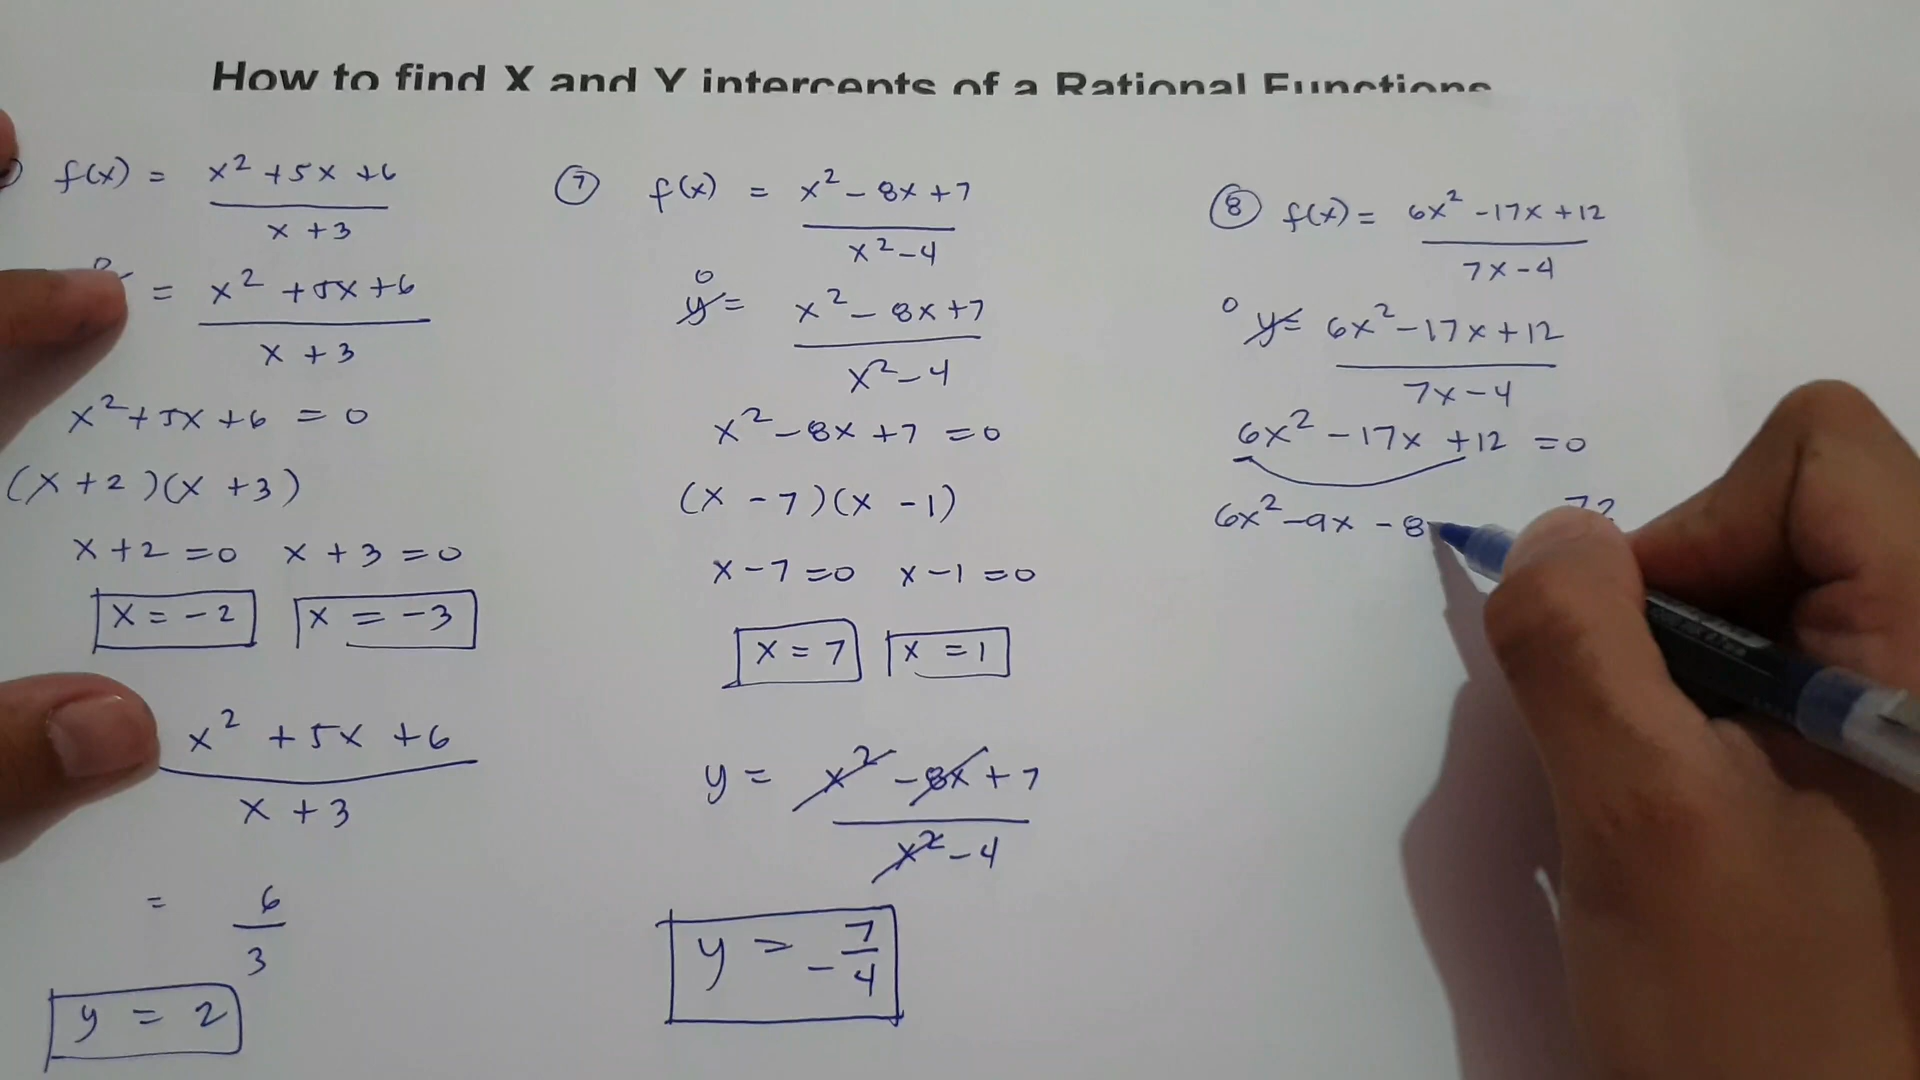 How to find X and Y intercepts of a Rational Functions
f(x) = x² + 5x + 6
x + 3
0
= x² + 5x + 6
x + 3
x² + 5x + 6 = 0
(x + 2)(x + 3)
x + 2 = 0 x + 3 = 0
x = -2 x = -3
x² + 5x + 6
x + 3
= 6
3
y = 2
7 f(x) = x² - 8x + 7
x² - 4
0
y = x² - 8x + 7
x² - 4
x² - 8x + 7 = 0
(x - 7)(x - 1)
x - 7 = 0 x - 1 = 0
x = 7 x = 1
y = x² - 8x + 7
x² - 4
y = - 7
4
8 f(x) = 6x² - 17x + 12
7x - 4
0
y = 6x² - 17x + 12
7x - 4
6x² - 17x + 12 = 0
72
6x² - 9x - 8